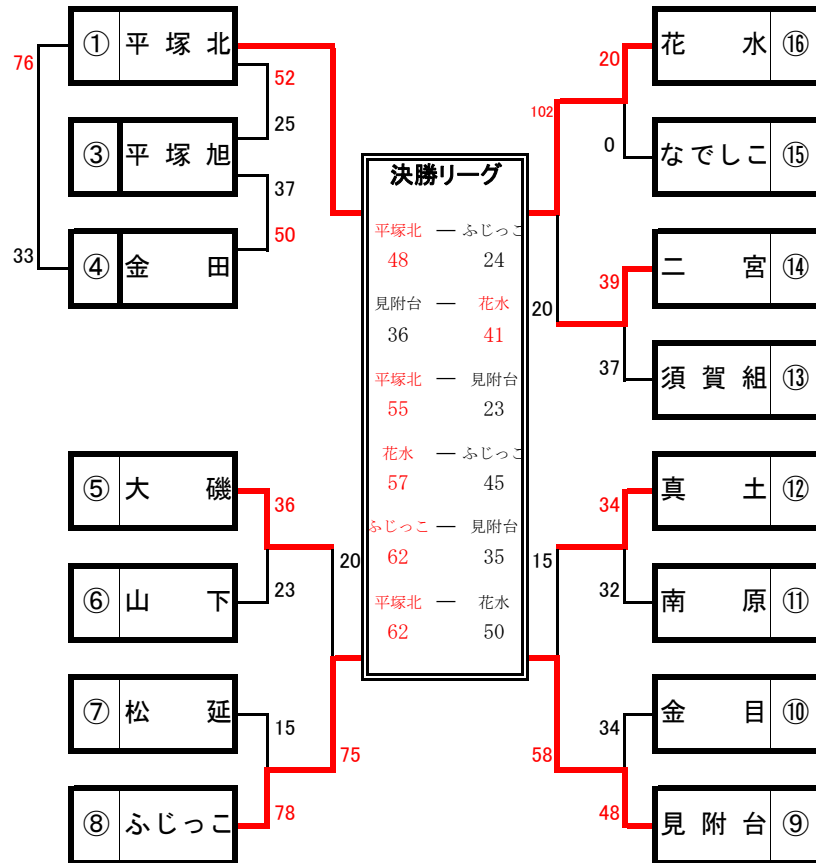 ① 平塚北
76
52
25
③ 平塚旭
37
50
33
④ 金田
⑤ 大磯
36
20
23
⑥ 山下
⑦ 松延
15
75
78
⑧ ふじっこ
決勝リーグ
平塚北 — ふじっこ
48 24
見附台 — 花水
36 41
平塚北 — 見附台
55 23
花水 — ふじっこ
57 45
ふじっこ — 見附台
62 35
平塚北 — 花水
62 50
花水 ⑯
20
102
0
なでしこ ⑮
二宮 ⑭
39
20
37
須賀組 ⑬
真土 ⑫
34
15
32
南原 ⑪
金目 ⑩
34
58
48
見附台 ⑨